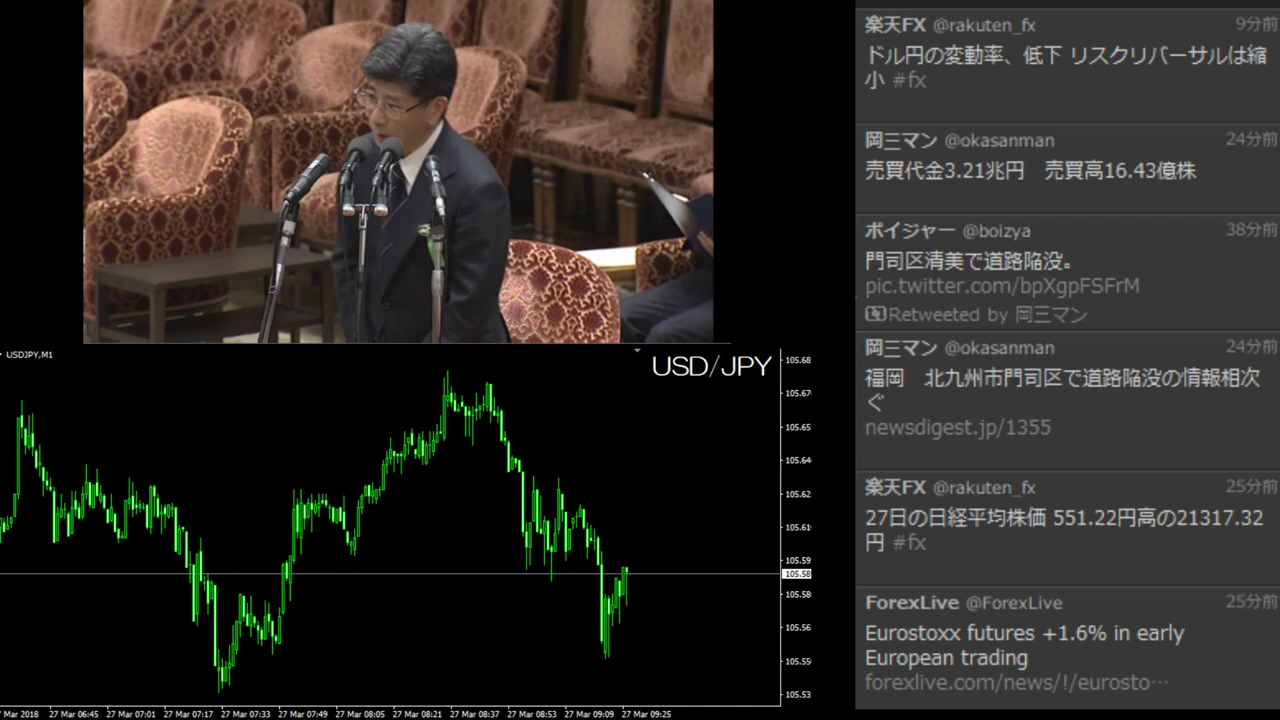 USDJPY,M1
USD/JPY
105.68
105.67
105.65
105.64
105.62
105.61
105.59
105.58
105.58
105.56
105.55
105.53
Mar 2018
27 Mar 06:45
27 Mar 07:01
27 Mar 07:17
27 Mar 07:33
27 Mar 07:49
27 Mar 08:05
27 Mar 08:21
27 Mar 08:37
27 Mar 08:53
27 Mar 09:09
27 Mar 09:25
楽天FX @rakuten_fx 9分前
ドル円の変動率、低下 リスクリバーサルは縮
小 #fx
岡三マン @okasanman 24分前
売買代金3.21兆円　売買高16.43億株
ボイジャー @boizya 38分前
門司区清美で道路陥没。
pic.twitter.com/bpXgpFSFrM
Retweeted by 岡三マン
岡三マン @okasanman 24分前
福岡　北九州市門司区で道路陥没の情報相次
ぐ
newsdigest.jp/1355
楽天FX @rakuten_fx 25分前
27日の日経平均株価 551.22円高の21317.32
円 #fx
ForexLive @ForexLive 25分前
Eurostoxx futures +1.6% in early
European trading
forexlive.com/news/!/eurosto…